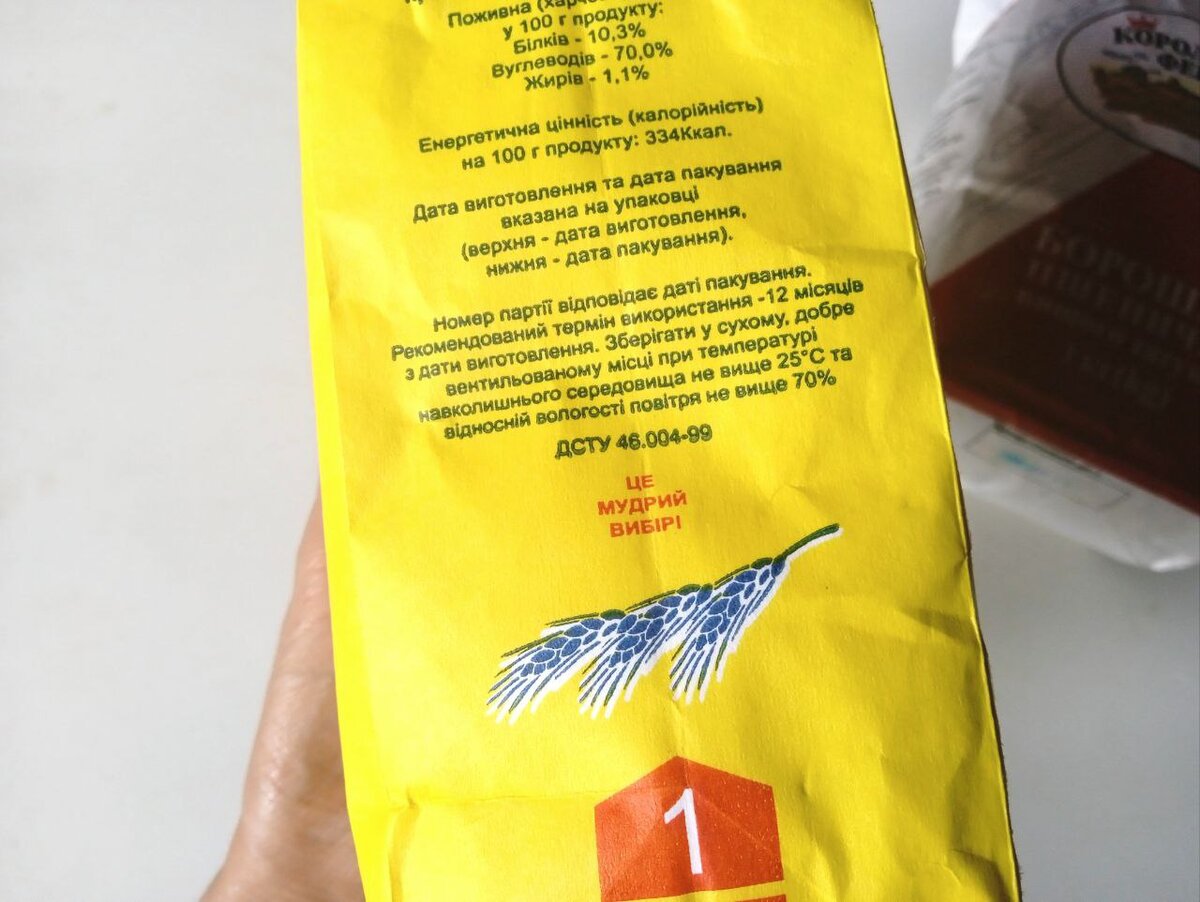 Поживна
у 100 г продукту:
Білків - 10,3%
Вуглеводів - 70,0%
Жирів - 1,1%
Енергетична цінність (калорійність)
на 100 г продукту: 334Ккал.
Дата виготовлення та дата пакування
вказана на упаковці
(верхня - дата виготовлення,
нижня - дата пакування).
Номер партії відповідає даті пакування.
Рекомендований термін використання -12 місяців
з дати виготовлення. Зберігати у сухому, добре
вентильованому місці при температурі
навколишнього середовища не вище 25°С та
відносній вологості повітря не вище 70%
ДСТУ 46.004-99
ЦЕ
МУДРИЙ
ВИБІР!
1